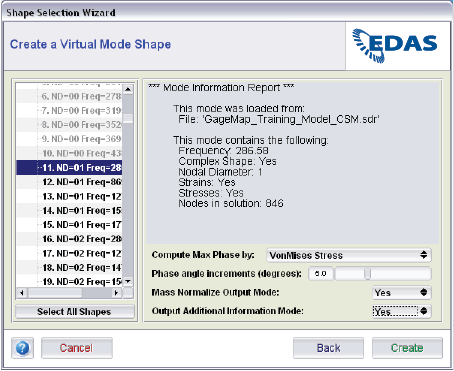 Shape Selection Wizard
Create a Virtual Mode Shape
EDAS
6. ND=00 Freq=278
7. ND=00 Freq=319
8. ND=00 Freq=352
9. ND=00 Freq=369
10. ND=00 Freq=43
11. ND=01 Freq=28
12. ND=01 Freq=86
13. ND=01 Freq=12
14. ND=01 Freq=15
15. ND=01 Freq=17
16. ND=02 Freq=28
17. ND=02 Freq=12
18. ND=02 Freq=14
19. ND=02 Freq=15
Select All Shapes
*** Mode Information Report ***
This mode was loaded from:
File: 'GageMap_Training_Model_CSM.sdr'
This mode contains the following:
Frequency: 286.58
Complex Shape: Yes
Nodal Diameter: 1
Strains: Yes
Stresses: Yes
Nodes in solution: 846
Compute Max Phase by: VonMises Stress
Phase angle increments (degrees): 6.0
Mass Normalize Output Mode: Yes
Output Additional Information Mode: Yes
? Cancel Back Create